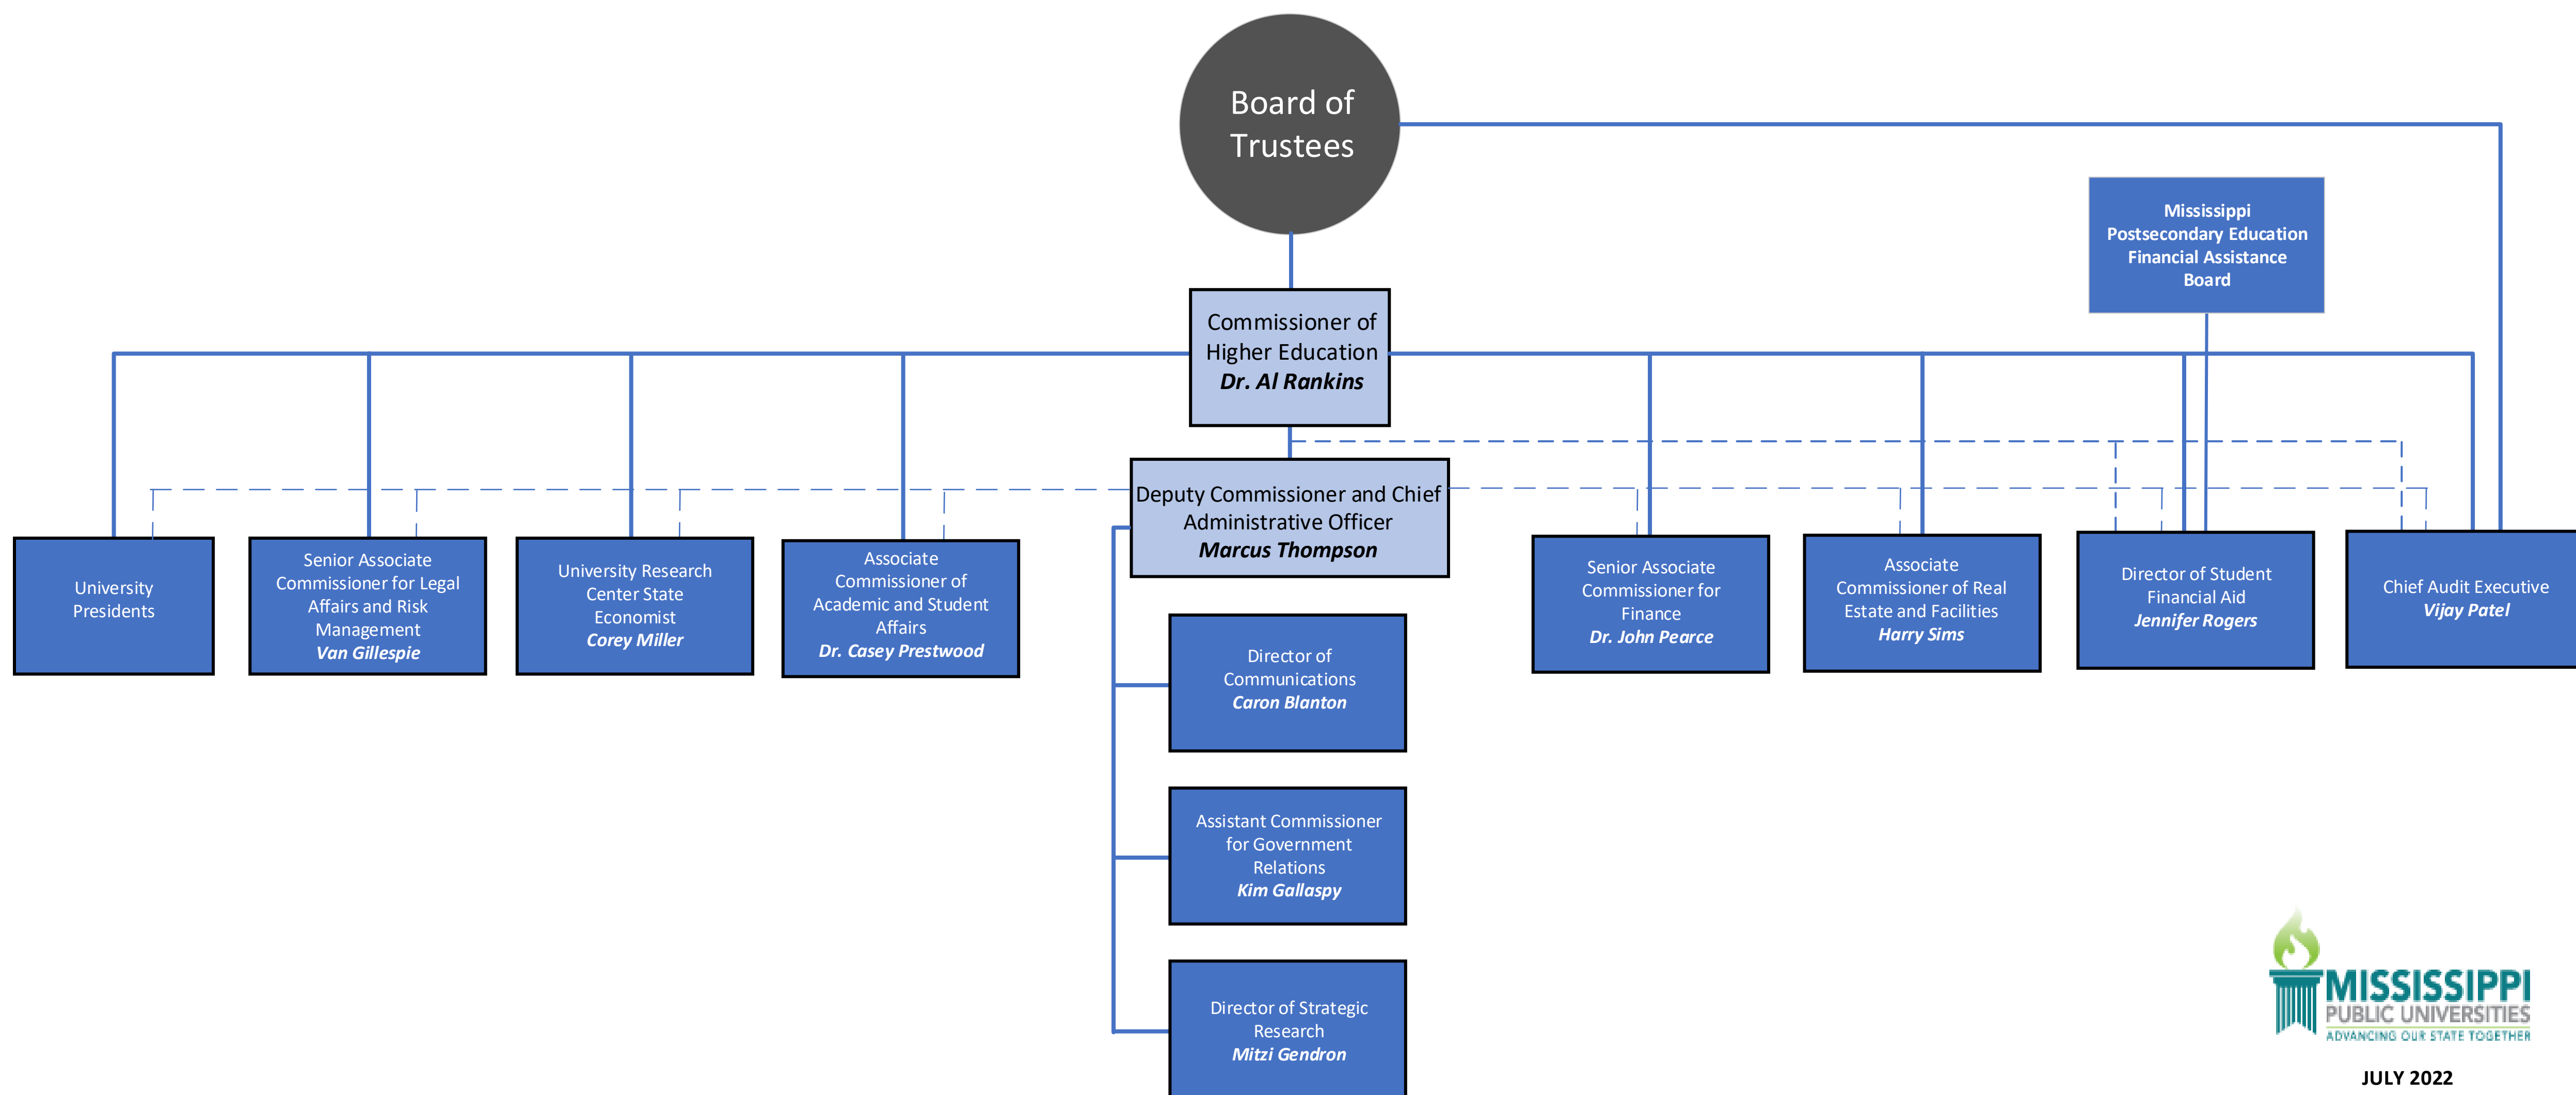 Board of
Trustees
Mississippi
Postsecondary Education
Financial Assistance
Board
Commissioner of
Higher Education
Dr. Al Rankins
Deputy Commissioner and Chief
Administrative Officer
Marcus Thompson
University
Presidents
Senior Associate
Commissioner for Legal
Affairs and Risk
Management
Van Gillespie
University Research
Center State
Economist
Corey Miller
Associate
Commissioner of
Academic and Student
Affairs
Dr. Casey Prestwood
Senior Associate
Commissioner for
Finance
Dr. John Pearce
Associate
Commissioner of Real
Estate and Facilities
Harry Sims
Director of Student
Financial Aid
Jennifer Rogers
Chief Audit Executive
Vijay Patel
Director of
Communications
Caron Blanton
Assistant Commissioner
for Government
Relations
Kim Gallaspy
Director of Strategic
Research
Mitzi Gendron
MISSISSIPPI
PUBLIC UNIVERSITIES
ADVANCING OUR STATE TOGETHER
JULY 2022